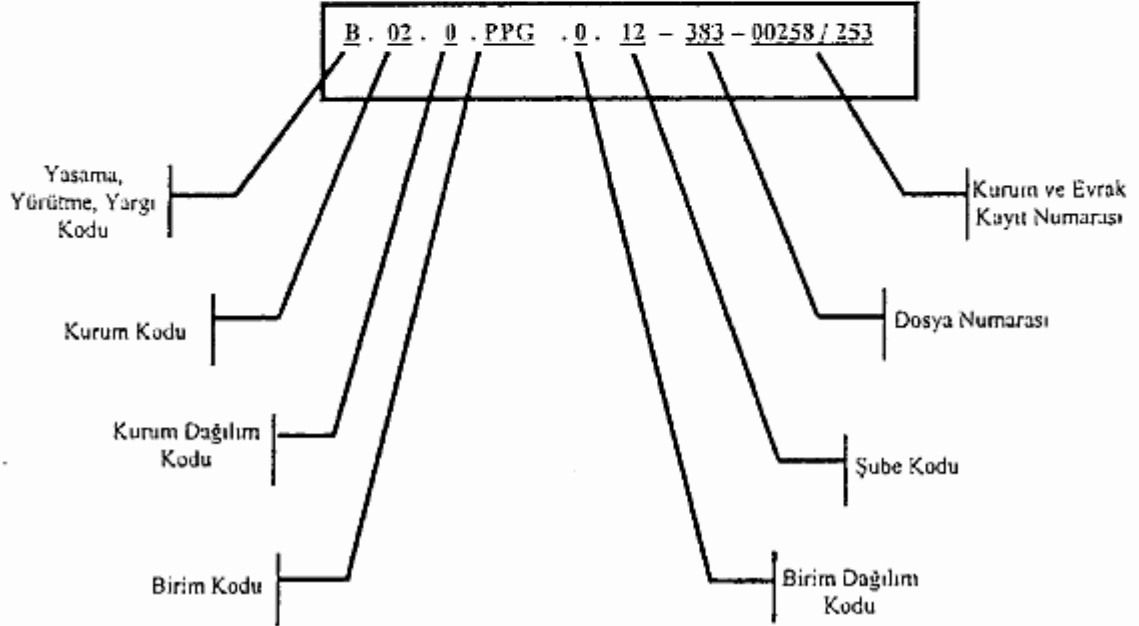 B . 02 . 0 . PPG . 0 . 12 – 383 – 00258 / 253
Yasama,
Yürütme, Yargı
Kodu
Kurum ve Evrak
Kayıt Numarası
Kurum Kodu
Dosya Numarası
Kurum Dağılım
Kodu
Şube Kodu
Birim Kodu
Birim Dağılım
Kodu